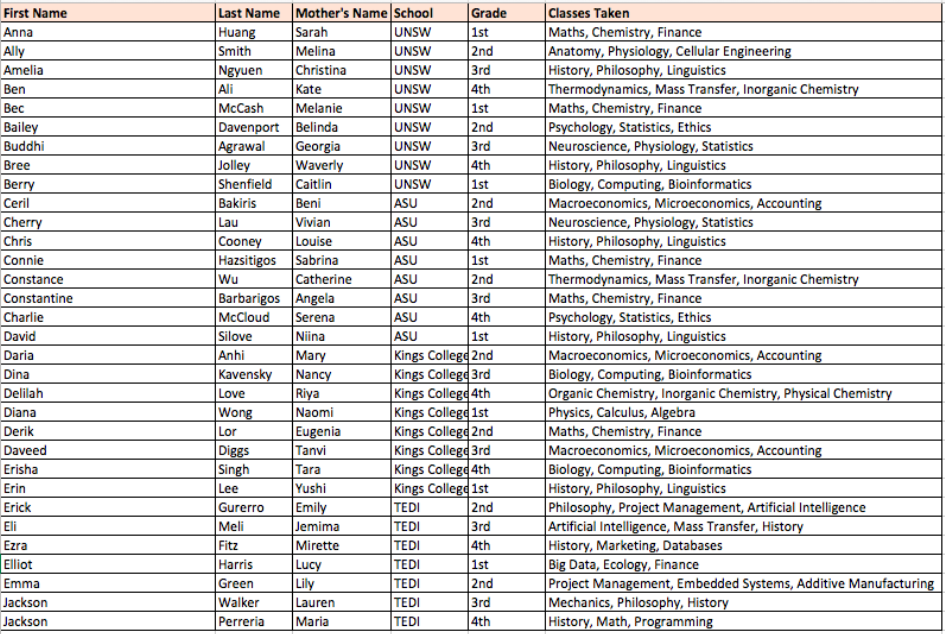 First Name Last Name Mother's Name School Grade Classes Taken
Anna Huang Sarah UNSW 1st Maths, Chemistry, Finance
Ally Smith Melina UNSW 2nd Anatomy, Physiology, Cellular Engineering
Amelia Ngyuen Christina UNSW 3rd History, Philosophy, Linguistics
Ben Ali Kate UNSW 4th Thermodynamics, Mass Transfer, Inorganic Chemistry
Bec McCash Melanie UNSW 1st Maths, Chemistry, Finance
Bailey Davenport Belinda UNSW 2nd Psychology, Statistics, Ethics
Buddhi Agrawal Georgia UNSW 3rd Neuroscience, Physiology, Statistics
Bree Jolley Waverly UNSW 4th History, Philosophy, Linguistics
Berry Shenfield Caitlin UNSW 1st Biology, Computing, Bioinformatics
Ceril Bakiris Beni ASU 2nd Macroeconomics, Microeconomics, Accounting
Cherry Lau Vivian ASU 3rd Neuroscience, Physiology, Statistics
Chris Cooney Louise ASU 4th History, Philosophy, Linguistics
Connie Hazsitigos Sabrina ASU 1st Maths, Chemistry, Finance
Constance Wu Catherine ASU 2nd Thermodynamics, Mass Transfer, Inorganic Chemistry
Constantine Barbarigos Angela ASU 3rd Maths, Chemistry, Finance
Charlie McCloud Serena ASU 4th Psychology, Statistics, Ethics
David Silove Niina ASU 1st History, Philosophy, Linguistics
Daria Anhi Mary Kings College 2nd Macroeconomics, Microeconomics, Accounting
Dina Kavensky Nancy Kings College 3rd Biology, Computing, Bioinformatics
Delilah Love Riya Kings College 4th Organic Chemistry, Inorganic Chemistry, Physical Chemistry
Diana Wong Naomi Kings College 1st Physics, Calculus, Algebra
Derik Lor Eugenia Kings College 2nd Maths, Chemistry, Finance
Daveed Diggs Tanvi Kings College 3rd Macroeconomics, Microeconomics, Accounting
Erisha Singh Tara Kings College 4th Biology, Computing, Bioinformatics
Erin Lee Yushi Kings College 1st History, Philosophy, Linguistics
Erick Gurerro Emily TEDI 2nd Philosophy, Project Management, Artificial Intelligence
Eli Meli Jemima TEDI 3rd Artificial Intelligence, Mass Transfer, History
Ezra Fitz Mirette TEDI 4th History, Marketing, Databases
Elliot Harris Lucy TEDI 1st Big Data, Ecology, Finance
Emma Green Lily TEDI 2nd Project Management, Embedded Systems, Additive Manufacturing
Jackson Walker Lauren TEDI 3rd Mechanics, Philosophy, History
Jackson Perreria Maria TEDI 4th History, Math, Programming